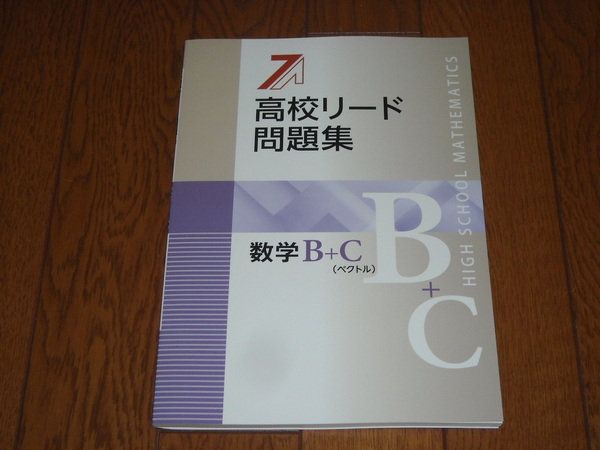 高校リード
問題集
数学 B+C
(ベクトル)
B
+
C
HIGH SCHOOL MATHEMATICS